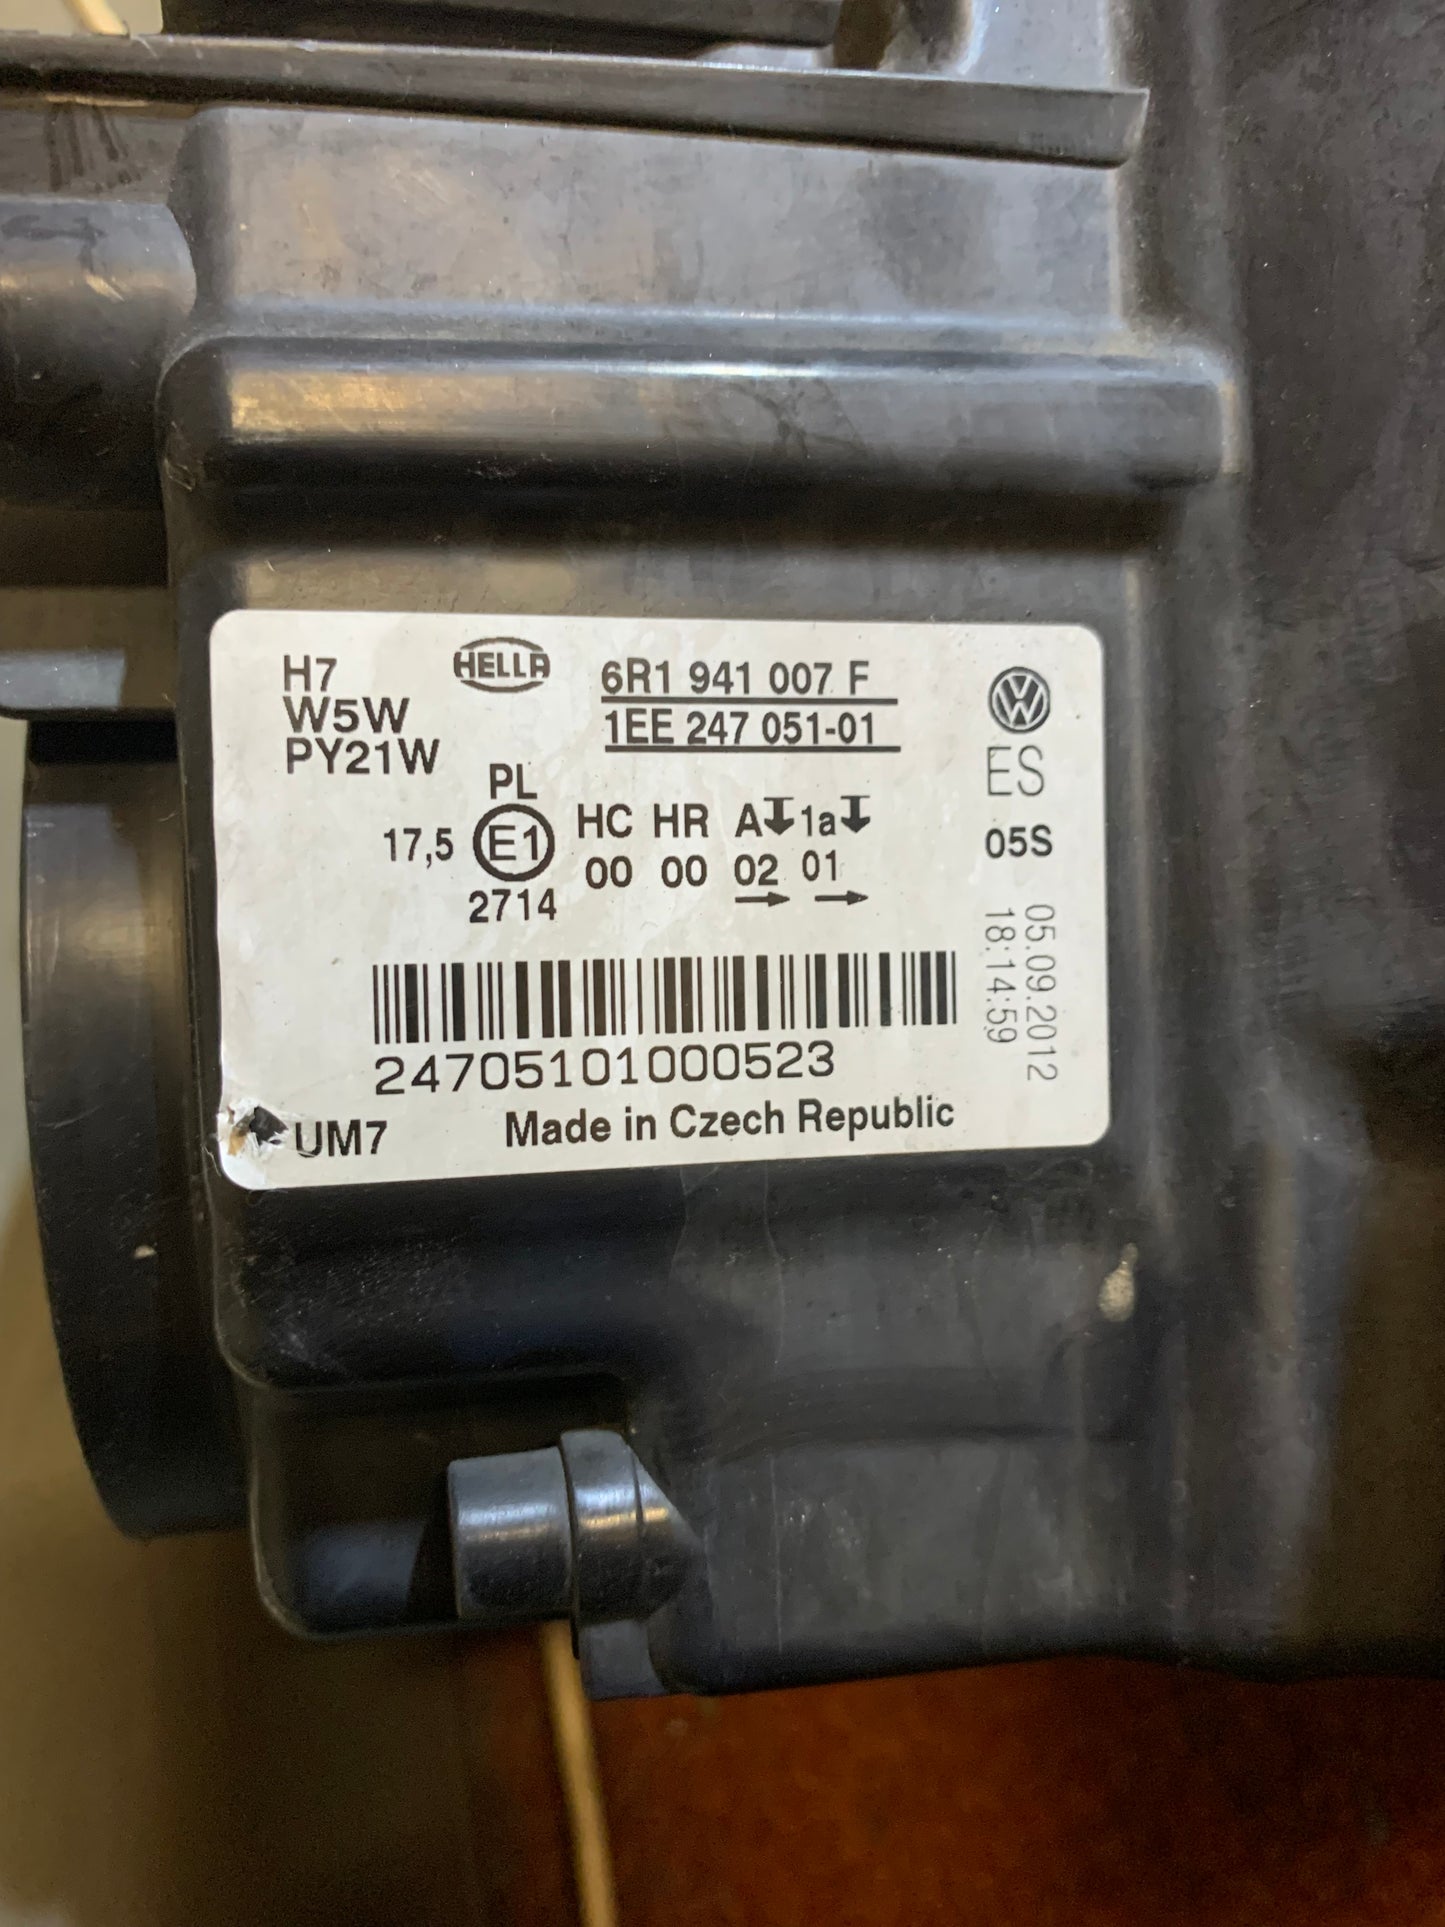 H7
W5W
PY21W
HELLA
6R1 941 007 F
1EE 247 051-01
ES
05S
PL
17,5 E1 HC HR A 1a
00 00 02 01
2714
05.09.2012
18:14:59
24705101000523
UM7 Made in Czech Republic